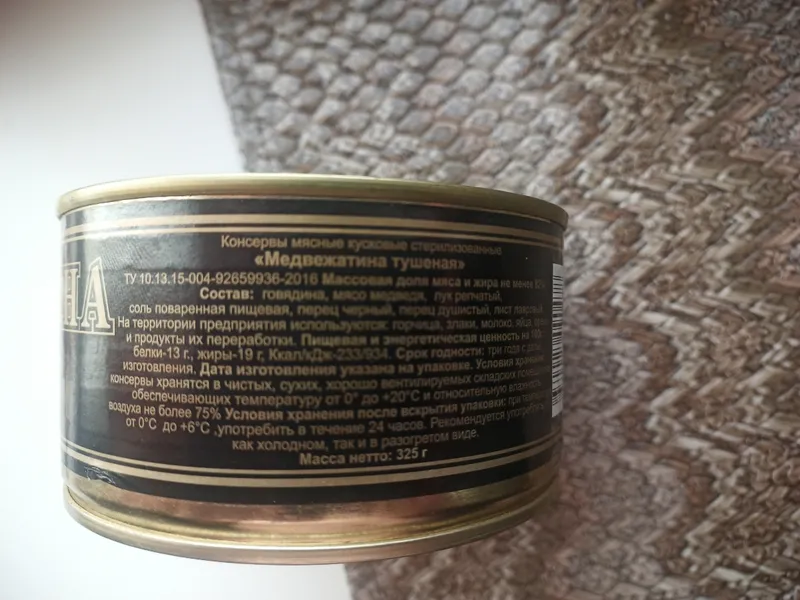 НА
Консервы мясные кусковые стерилизованные
«Медвежатина тушеная»
ТУ 10.13.15-004-92659936-2016 Массовая доля мяса и жира не менее
Состав: говядина, мясо медведя, лук репчатый,
соль поваренная пищевая, перец черный, перец душистый, лист
На территории предприятия используются: горчица, злаки, молоко, яйца,
и продукты их переработки. Пищевая и энергетическая ценность на
белки-13 г., жиры-19 г, Ккал/кДж-233/934. Срок годности: три года с
изготовления. Дата изготовления указана на упаковке. Условия
консервы хранятся в чистых, сухих, хорошо вентилируемых складских
обеспечивающих температуру от 0° до +20°С и относительную
воздуха не более 75% Условия хранения после вскрытия упаковки: при
от 0°С до +6°С ,употребить в течение 24 часов. Рекомендуется
как холодном, так и в разогретом виде.
Масса нетто: 325 г